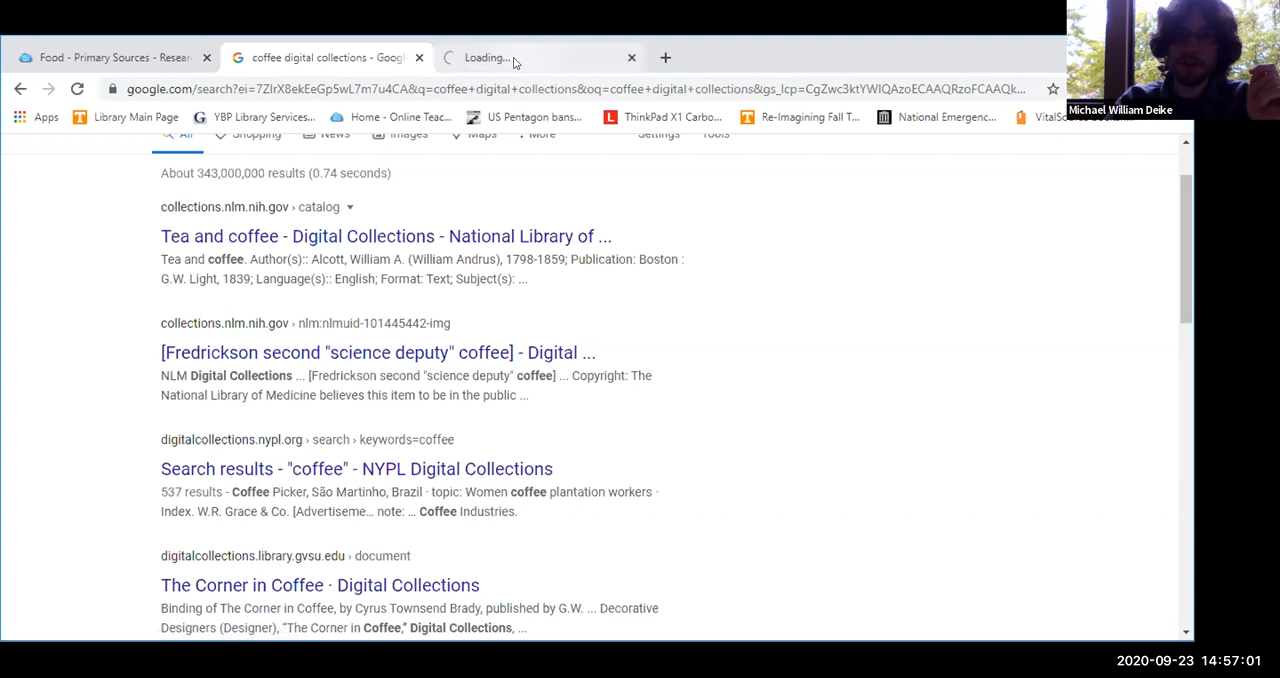 Food - Primary Sources - Resear
coffee digital collections - Googl
Loading...
google.com/search?ei=7ZIrX8ekEeGp5wL7m7u4CA&q=coffee+digital+collections&oq=coffee+digital+collections&gs_lcp=CgZwc3ktYWIQAzoECAAQRzoFCAAQk...
Michael William Deike
Apps
Library Main Page
YBP Library Services...
Home - Online Teac...
US Pentagon bans...
ThinkPad X1 Carbo...
Re-Imagining Fall T...
National Emergenc...
All
Shopping
News
Images
Maps
More
Settings
Tools
About 343,000,000 results (0.74 seconds)
collections.nlm.nih.gov › catalog
Tea and coffee - Digital Collections - National Library of ...
Tea and coffee. Author(s):: Alcott, William A. (William Andrus), 1798-1859; Publication: Boston :
G.W. Light, 1839; Language(s):: English; Format: Text; Subject(s): ...
collections.nlm.nih.gov › nlm:nlmuid-101445442-img
[Fredrickson second "science deputy" coffee] - Digital ...
NLM Digital Collections ... [Fredrickson second "science deputy" coffee] ... Copyright: The
National Library of Medicine believes this item to be in the public ...
digitalcollections.nypl.org › search › keywords=coffee
Search results - "coffee" - NYPL Digital Collections
537 results - Coffee Picker, São Martinho, Brazil · topic: Women coffee plantation workers ·
Index. W.R. Grace & Co. [Advertiseme... note: ... Coffee Industries.
digitalcollections.library.gvsu.edu › document
The Corner in Coffee · Digital Collections
Binding of The Corner in Coffee, by Cyrus Townsend Brady, published by G.W. ... Decorative
Designers (Designer), “The Corner in Coffee,” Digital Collections, ...
2020-09-23 14:57:01